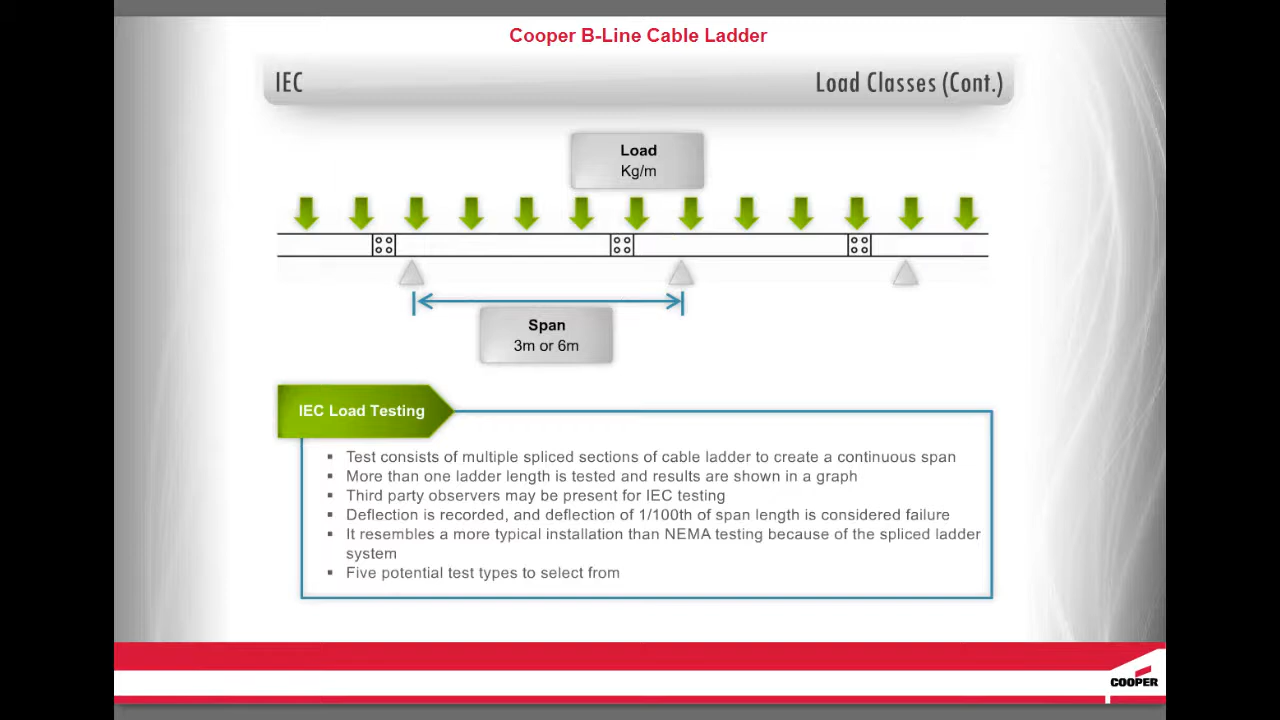 Cooper B-Line Cable Ladder
IEC
Load Classes (Cont.)
Load
Kg/m
Span
3m or 6m
IEC Load Testing
▪ Test consists of multiple spliced sections of cable ladder to create a continuous span
▪ More than one ladder length is tested and results are shown in a graph
▪ Third party observers may be present for IEC testing
▪ Deflection is recorded, and deflection of 1/100th of span length is considered failure
▪ It resembles a more typical installation than NEMA testing because of the spliced ladder
system
▪ Five potential test types to select from
COOPER